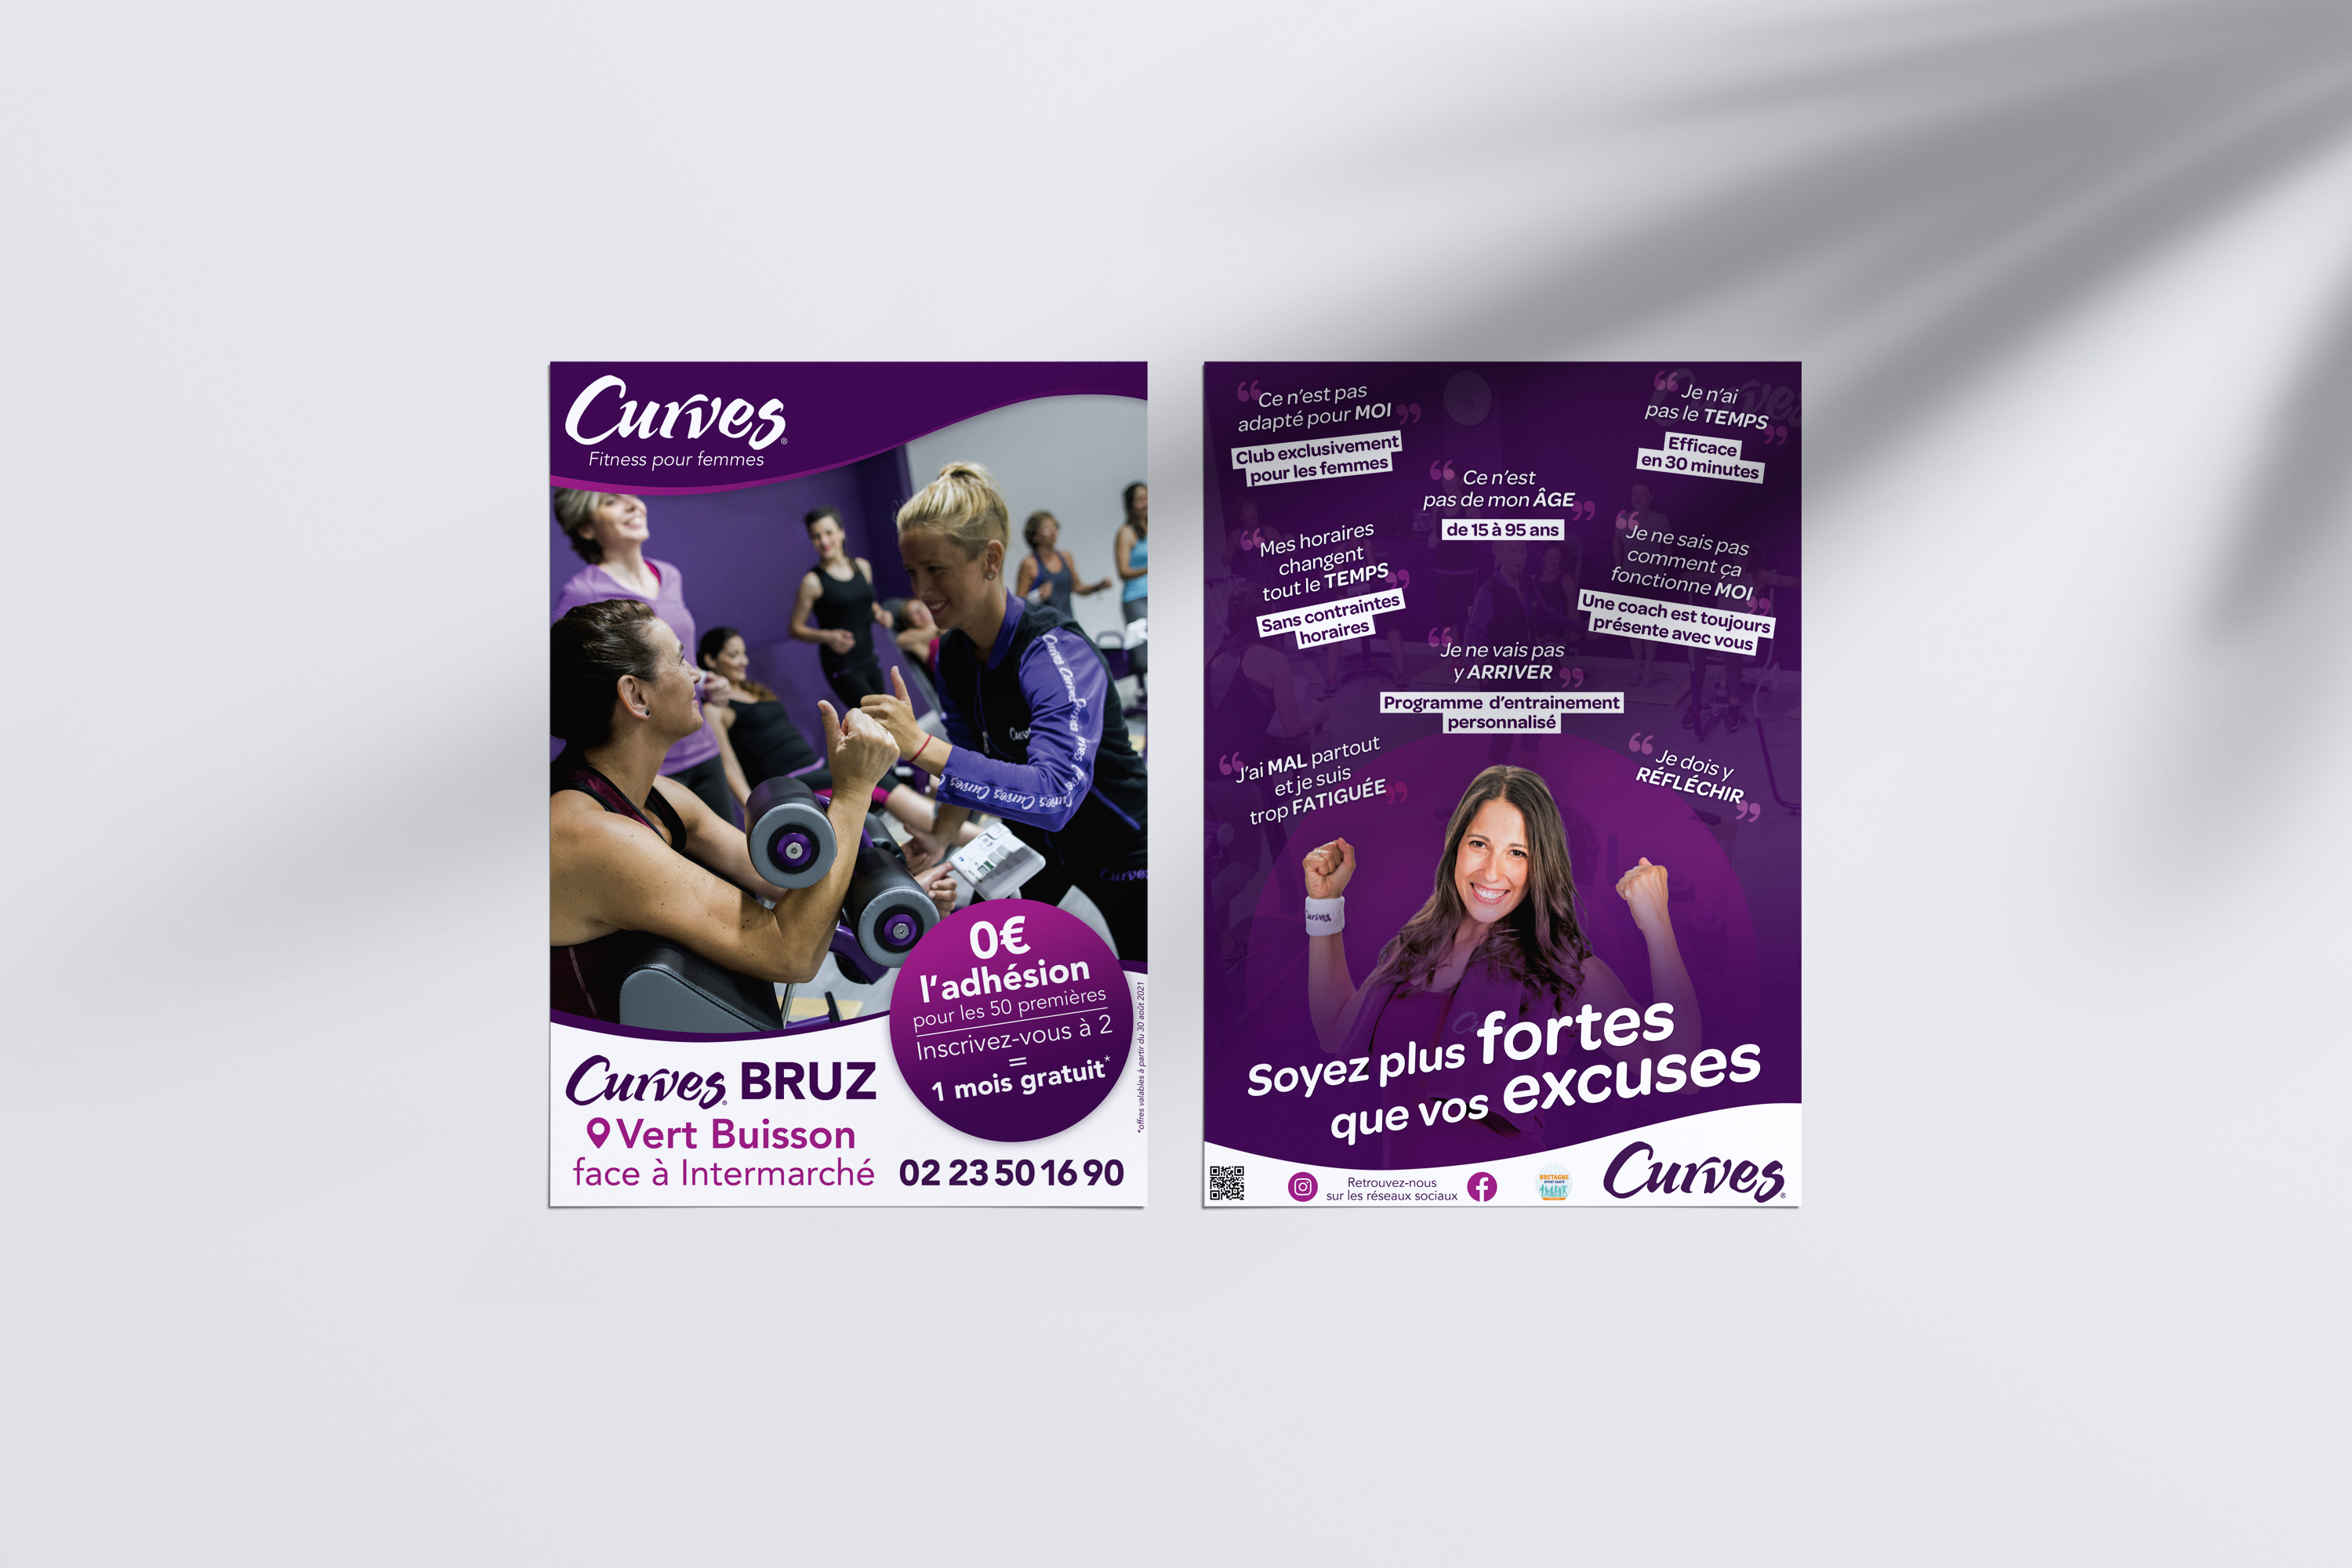 Curves®
Fitness pour femmes
Curves
Curves
0€
l'adhésion
pour les 50 premières
Inscrivez-vous à 2
=
1 mois gratuit*
*offres valables à partir du 30 août 2021
Curves® BRUZ
Vert Buisson
face à Intermarché
02 23 50 16 90
“ Ce n'est pas
adapté pour MOI ”
Club exclusivement
pour les femmes
“ Je n'ai
pas le TEMPS ”
Efficace
en 30 minutes
“ Ce n'est
pas de mon ÂGE ”
de 15 à 95 ans
“ Mes horaires
changent
tout le TEMPS ”
Sans contraintes
horaires
“ Je ne sais pas
comment ça
fonctionne MOI ”
Une coach est toujours
présente avec vous
“ Je ne vais pas
y ARRIVER ”
Programme d'entrainement
personnalisé
“ J'ai MAL partout
et je suis
trop FATIGUÉE ”
“ Je dois y
RÉFLÉCHIR ”
Curves
Soyez plus fortes
que vos excuses
Retrouvez-nous
sur les réseaux sociaux
BRETAGNE
SPORT SANTÉ
Curves®